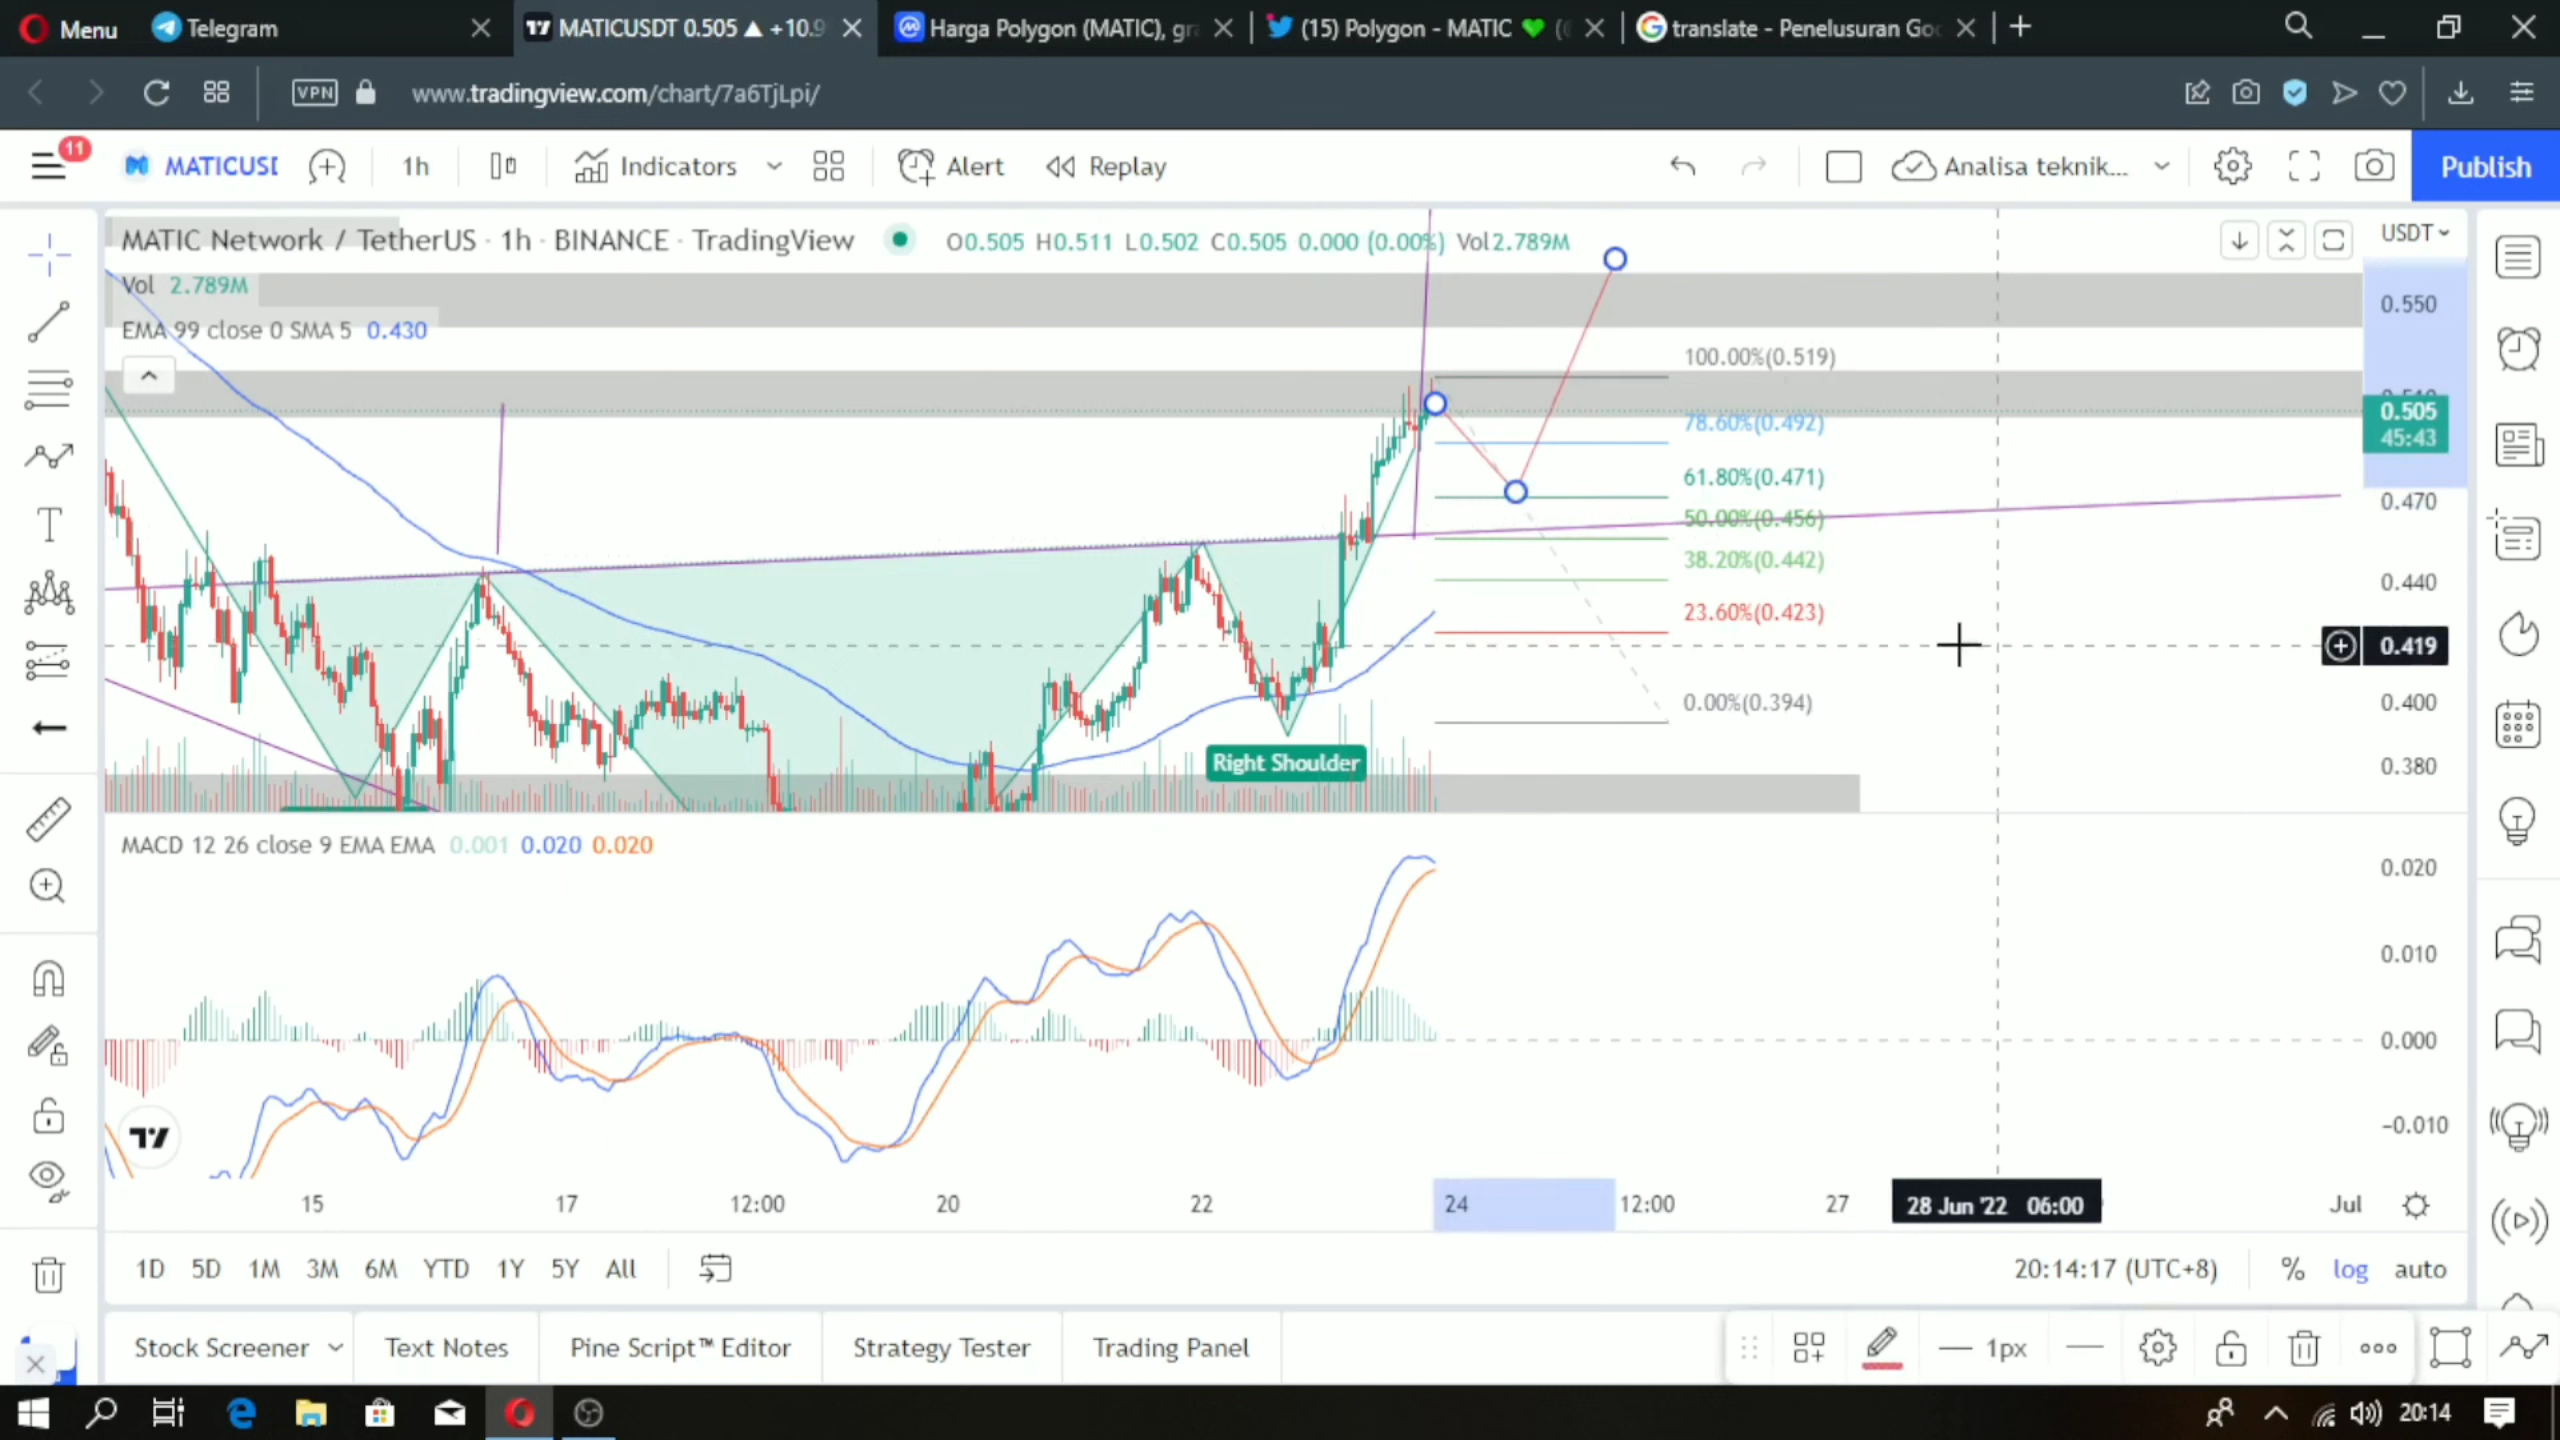 Menu
Telegram
MATICUSDT 0.505 ▲ +10.9
Harga Polygon (MATIC), gra
(15) Polygon - MATIC 💚 (
translate - Penelusuran Goo
VPN
www.tradingview.com/chart/7a6TjLpi/
11
MATICUSD
1h
Indicators
Alert
Replay
Analisa teknik...
Publish
MATIC Network / TetherUS · 1h · BINANCE · TradingView
O0.505 H0.511 L0.502 C0.505 0.000 (0.00%) Vol2.789M
USDT
Vol 2.789M
EMA 99 close 0 SMA 5 0.430
0.550
100.00%(0.519)
0.505
45:43
78.60%(0.492)
61.80%(0.471)
0.470
50.00%(0.456)
38.20%(0.442)
0.440
23.60%(0.423)
0.419
0.00%(0.394)
0.400
Right Shoulder
0.380
MACD 12 26 close 9 EMA EMA 0.001 0.020 0.020
0.020
0.010
0.000
-0.010
15
17
12:00
20
22
24
12:00
27
28 Jun '22 06:00
Jul
1D
5D
1M
3M
6M
YTD
1Y
5Y
All
20:14:17 (UTC+8)
%
log
auto
Stock Screener
Text Notes
Pine Script™ Editor
Strategy Tester
Trading Panel
1px
20:14